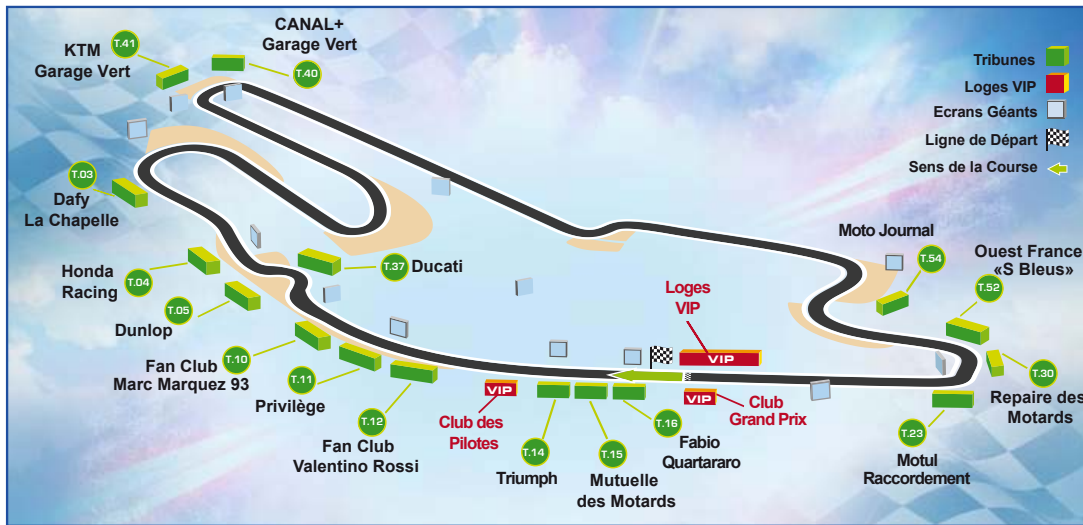 CANAL+
Garage Vert
T.40
KTM
Garage Vert
T.41
Tribunes
Loges VIP
Ecrans Géants
Ligne de Départ
Sens de la Course
T.03
Dafy
La Chapelle
Honda
Racing
T.04
T.05
Dunlop
T.37
Ducati
Moto Journal
T.54
Ouest France
«S Bleus»
T.52
Loges
VIP
VIP
T.10
Fan Club
Marc Marquez 93
T.11
Privilège
T.12
Fan Club
Valentino Rossi
VIP
Club des
Pilotes
T.14
Triumph
T.15
Mutuelle
des Motards
T.16
Fabio
Quartararo
VIP
Club
Grand Prix
T.30
Repaire des
Motards
T.23
Motul
Raccordement